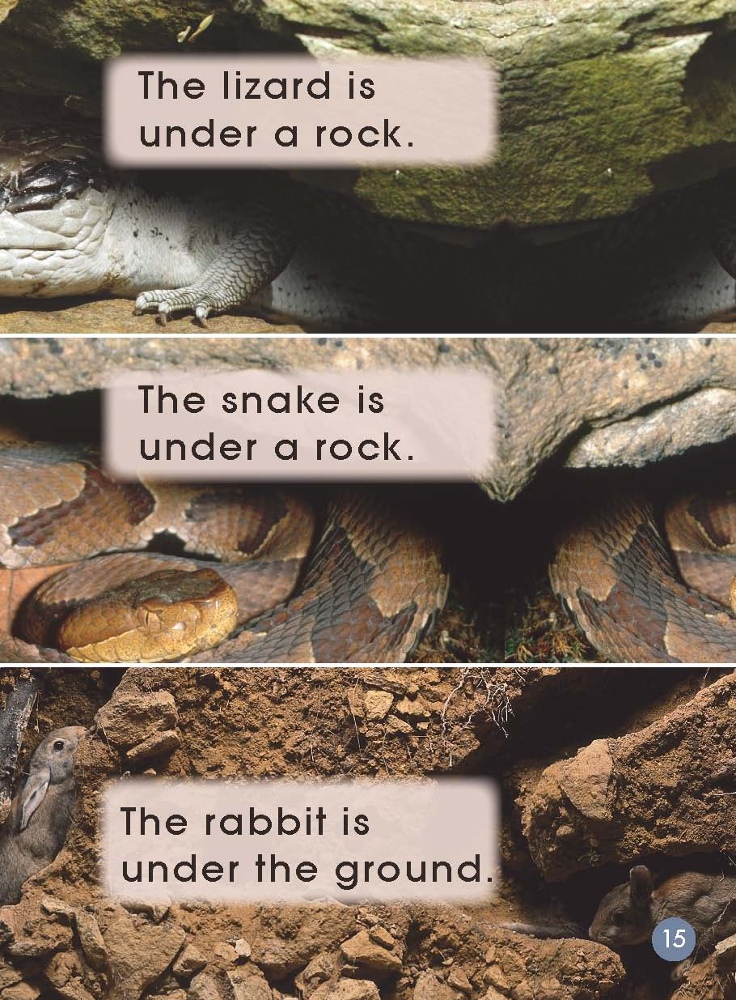 The lizard is
under a rock.
The snake is
under a rock.
The rabbit is
under the ground.
15